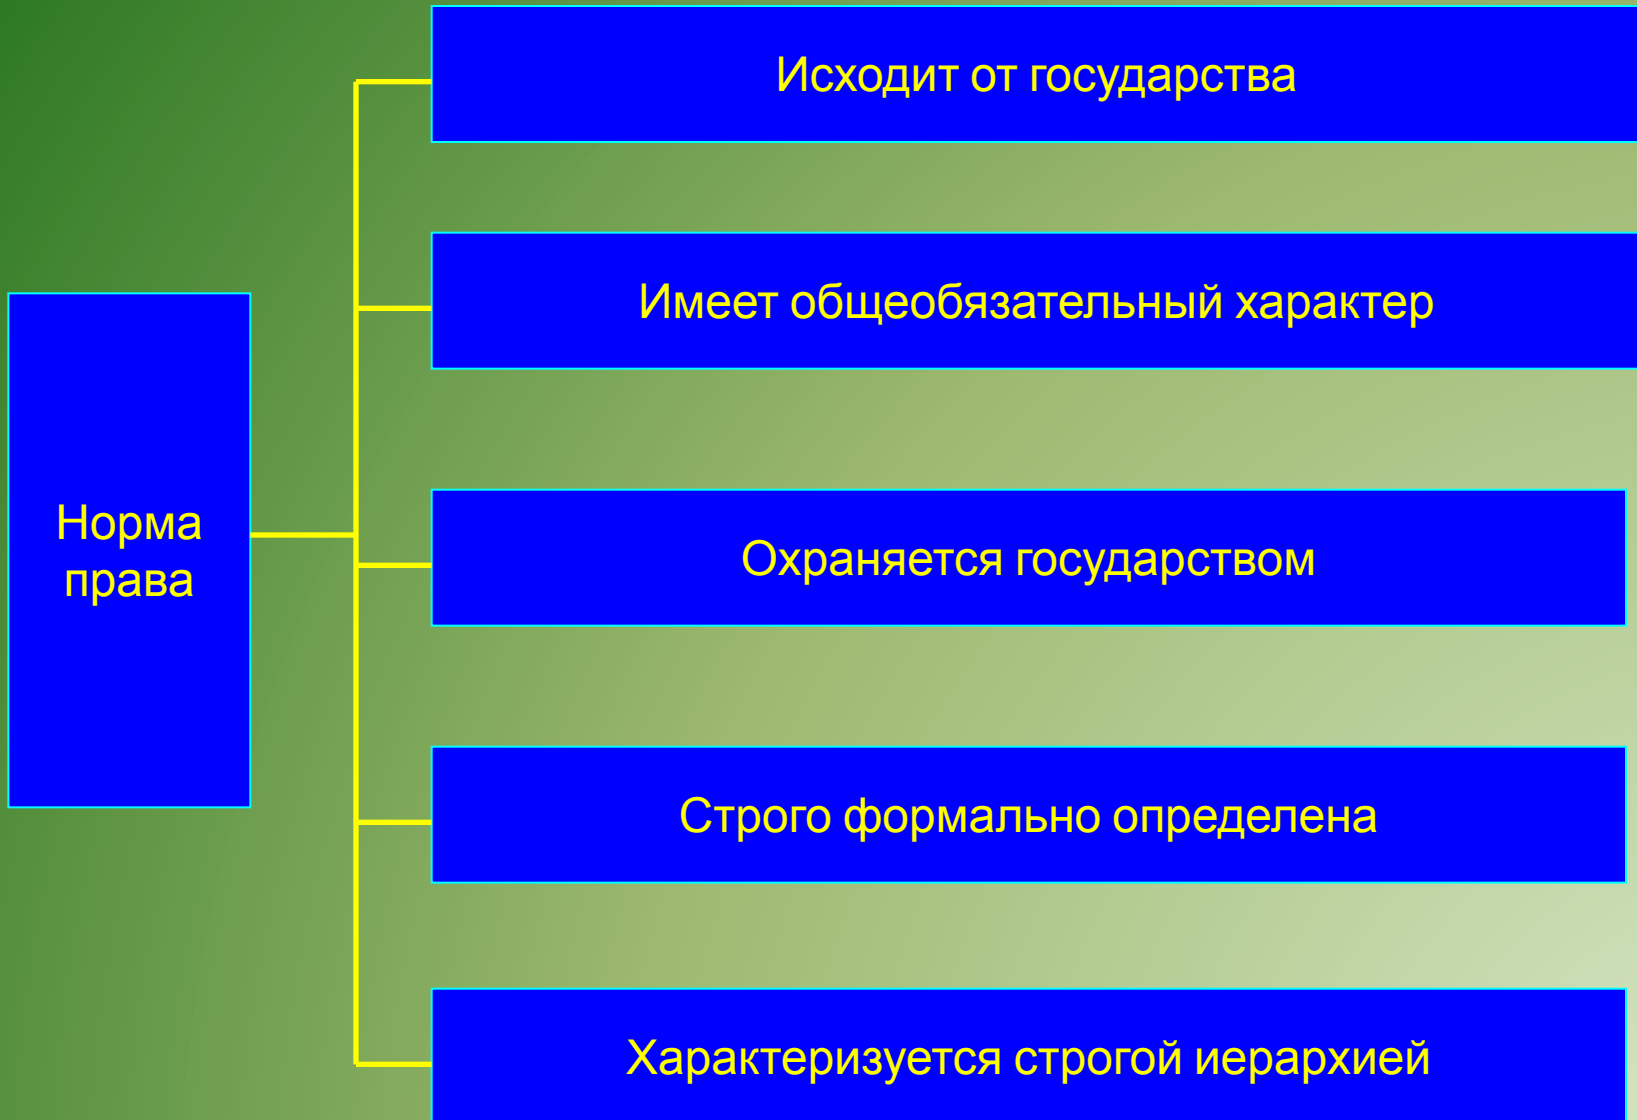 Норма
права
Исходит от государства
Имеет общеобязательный характер
Охраняется государством
Строго формально определена
Характеризуется строгой иерархией